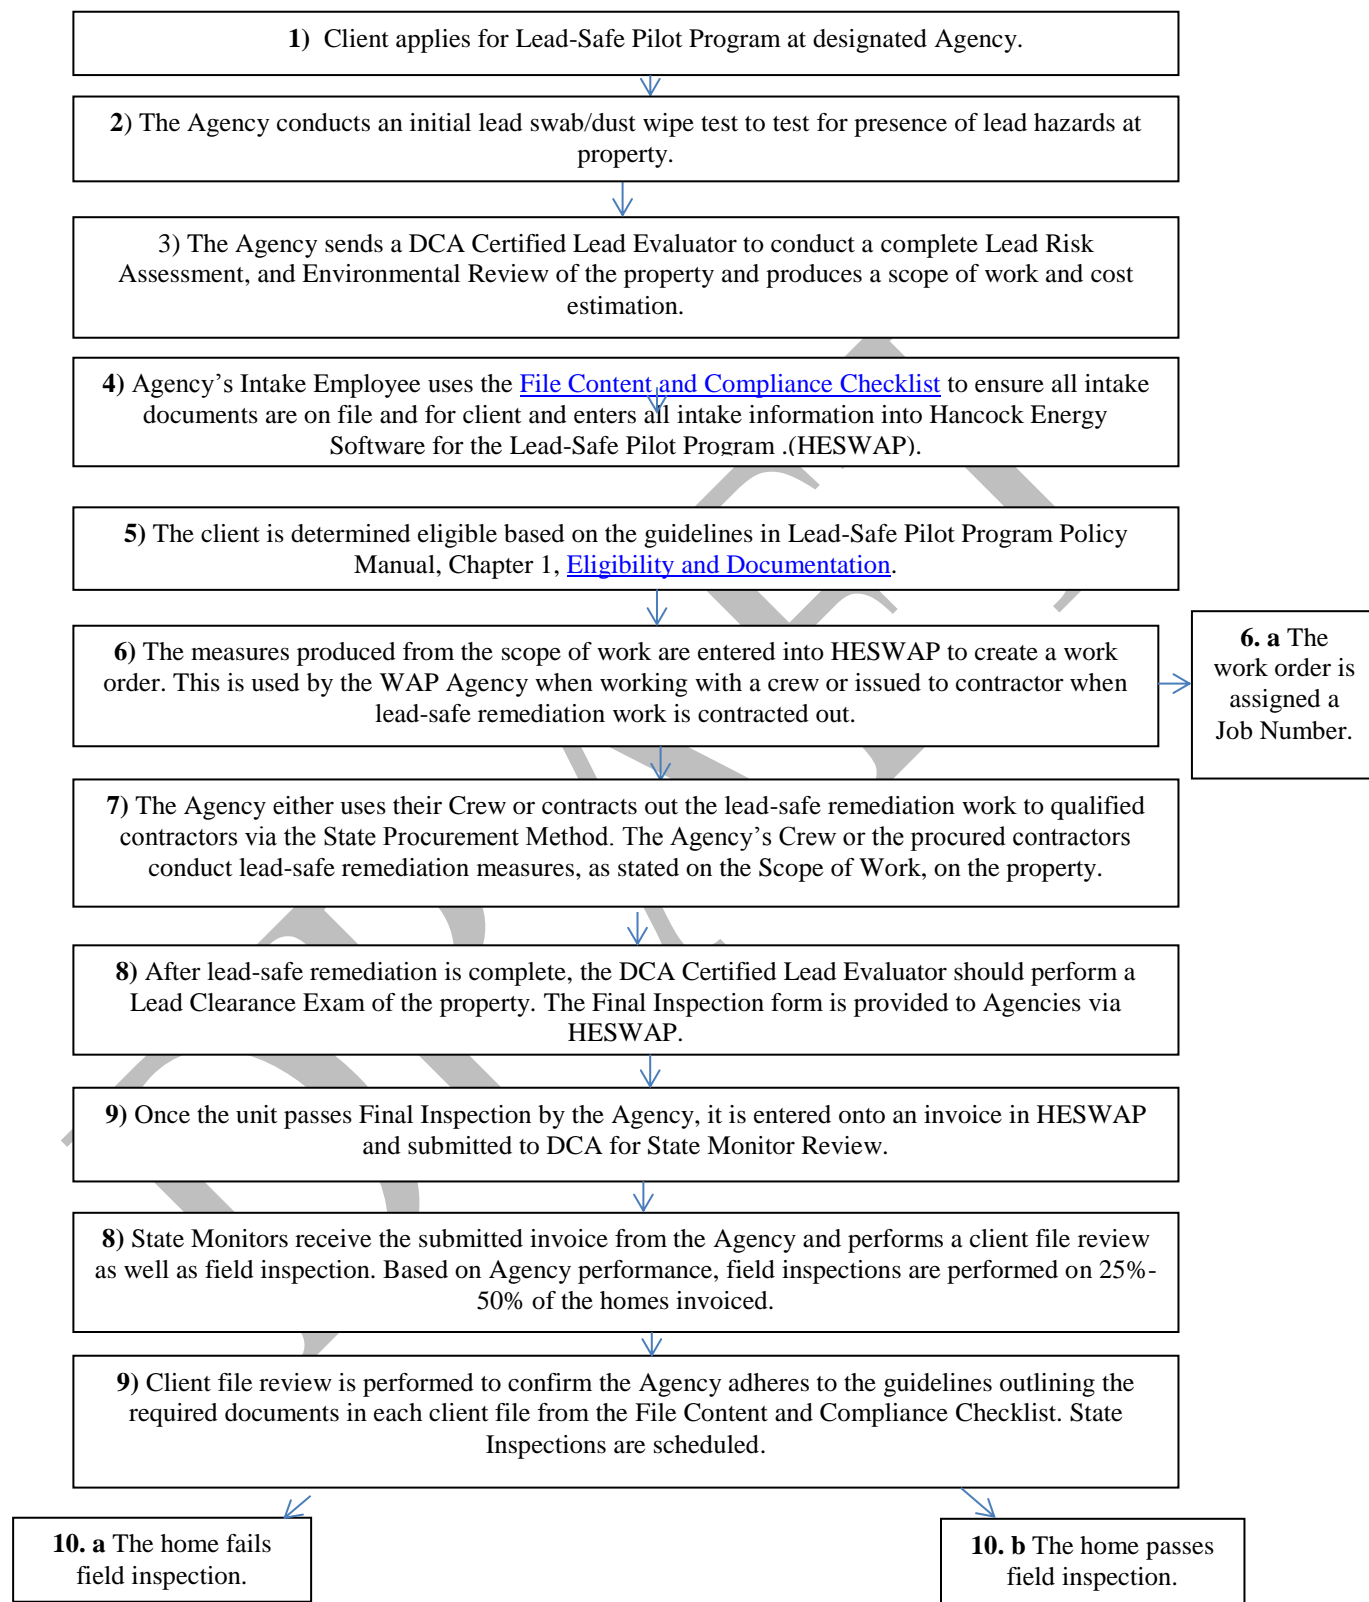 1)  Client applies for Lead-Safe Pilot Program at designated Agency.
2) The Agency conducts an initial lead swab/dust wipe test to test for presence of lead hazards at
property.
3) The Agency sends a DCA Certified Lead Evaluator to conduct a complete Lead Risk
Assessment, and Environmental Review of the property and produces a scope of work and cost
estimation.
4) Agency’s Intake Employee uses the File Content and Compliance Checklist to ensure all intake
documents are on file and for client and enters all intake information into Hancock Energy
Software for the Lead-Safe Pilot Program .(HESWAP).
5) The client is determined eligible based on the guidelines in Lead-Safe Pilot Program Policy
Manual, Chapter 1, Eligibility and Documentation.
6) The measures produced from the scope of work are entered into HESWAP to create a work
order. This is used by the WAP Agency when working with a crew or issued to contractor when
lead-safe remediation work is contracted out.
6. a The
work order is
assigned a
Job Number.
7) The Agency either uses their Crew or contracts out the lead-safe remediation work to qualified
contractors via the State Procurement Method. The Agency’s Crew or the procured contractors
conduct lead-safe remediation measures, as stated on the Scope of Work, on the property.
8) After lead-safe remediation is complete, the DCA Certified Lead Evaluator should perform a
Lead Clearance Exam of the property. The Final Inspection form is provided to Agencies via
HESWAP.
9) Once the unit passes Final Inspection by the Agency, it is entered onto an invoice in HESWAP
and submitted to DCA for State Monitor Review.
8) State Monitors receive the submitted invoice from the Agency and performs a client file review
as well as field inspection. Based on Agency performance, field inspections are performed on 25%-
50% of the homes invoiced.
9) Client file review is performed to confirm the Agency adheres to the guidelines outlining the
required documents in each client file from the File Content and Compliance Checklist. State
Inspections are scheduled.
10. a The home fails
field inspection.
10. b The home passes
field inspection.
DRAFT